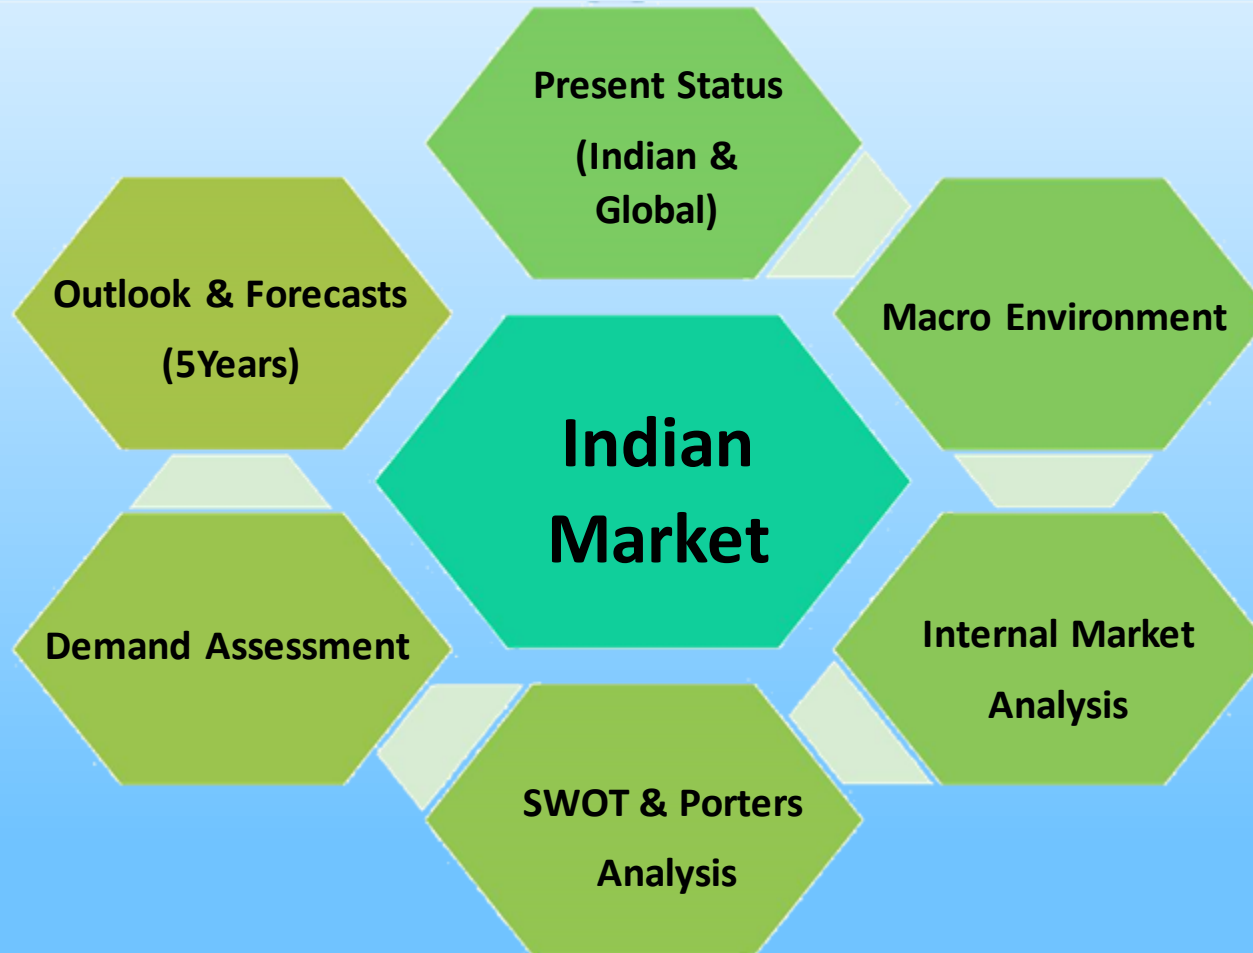 Present Status
(Indian &
Global)
Macro Environment
Internal Market
Analysis
SWOT & Porters
Analysis
Demand Assessment
Outlook & Forecasts
(5Years)
Indian
Market